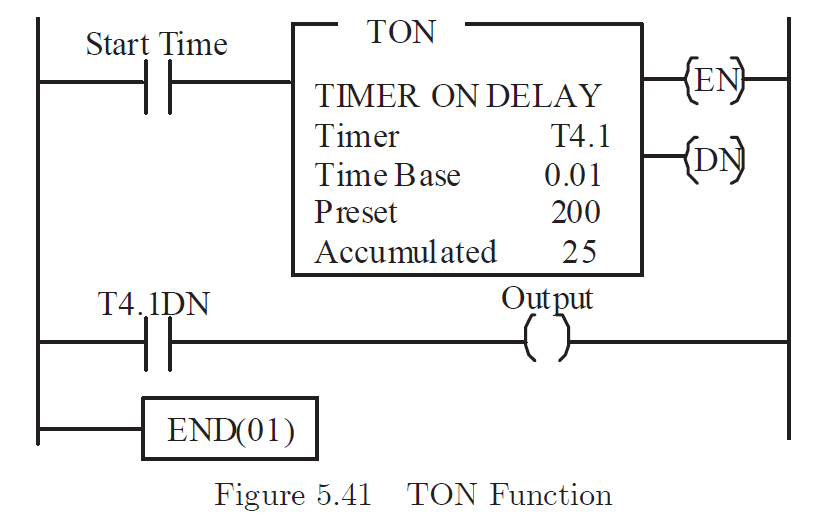 TON
Start Time
TIMER ON DELAY
(EN)
Timer T4.1
(DN)
Time Base 0.01
Preset 200
Accumulated 25
T4.1DN
Output
( )
END(01)
Figure 5.41 TON Function